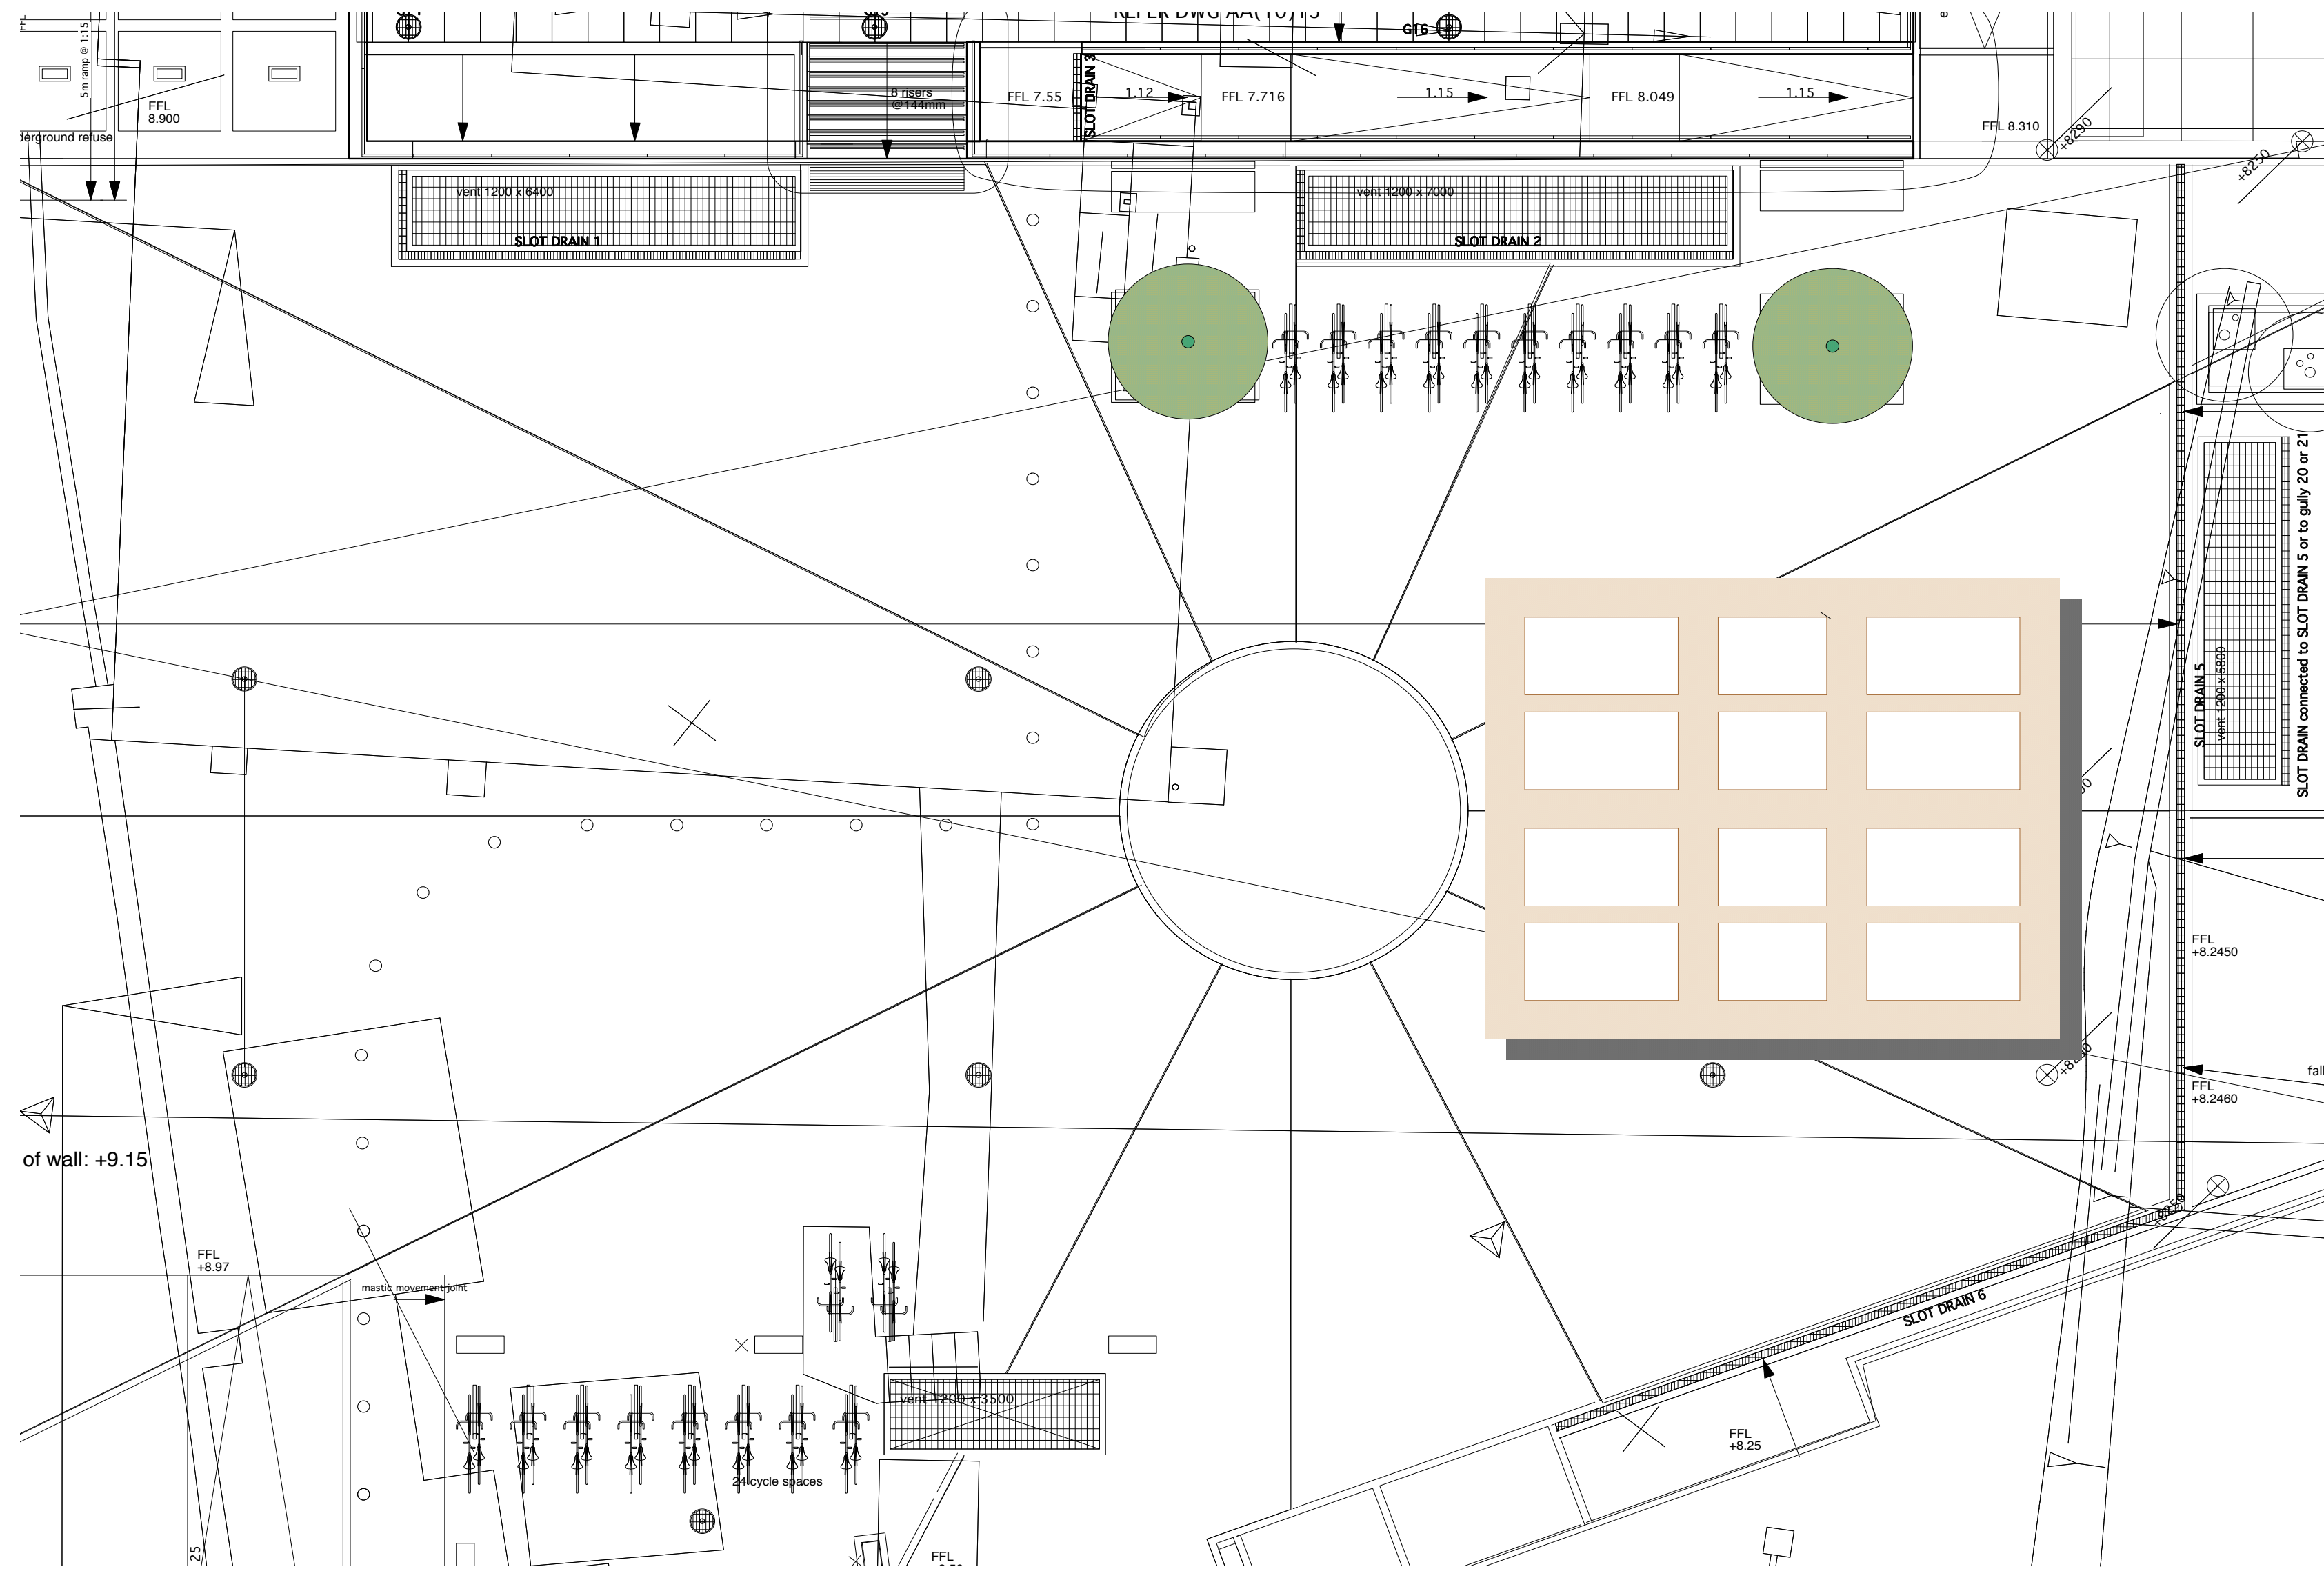 REFER DWG AA(10)15
G16
5m ramp @ 1:15
FFL
8.900
8 risers
@144mm
FFL 7.55
SLOT DRAIN 3
1.12
FFL 7.716
1.15
FFL 8.049
1.15
FFL 8.310
+8290
+8250
derground refuse
vent 1200 x 6400
SLOT DRAIN 1
vent 1200 x 7000
SLOT DRAIN 2
SLOT DRAIN connected to SLOT DRAIN 5 or to gully 20 or 21
SLOT DRAIN 5
vent 1200 x 5800
FFL
+8.2450
FFL
+8.2460
fall
of wall: +9.15
+8250
FFL
+8.97
mastic movement joint
SLOT DRAIN 6
vent 1200 x 3500
FFL
+8.25
24 cycle spaces
25
FFL